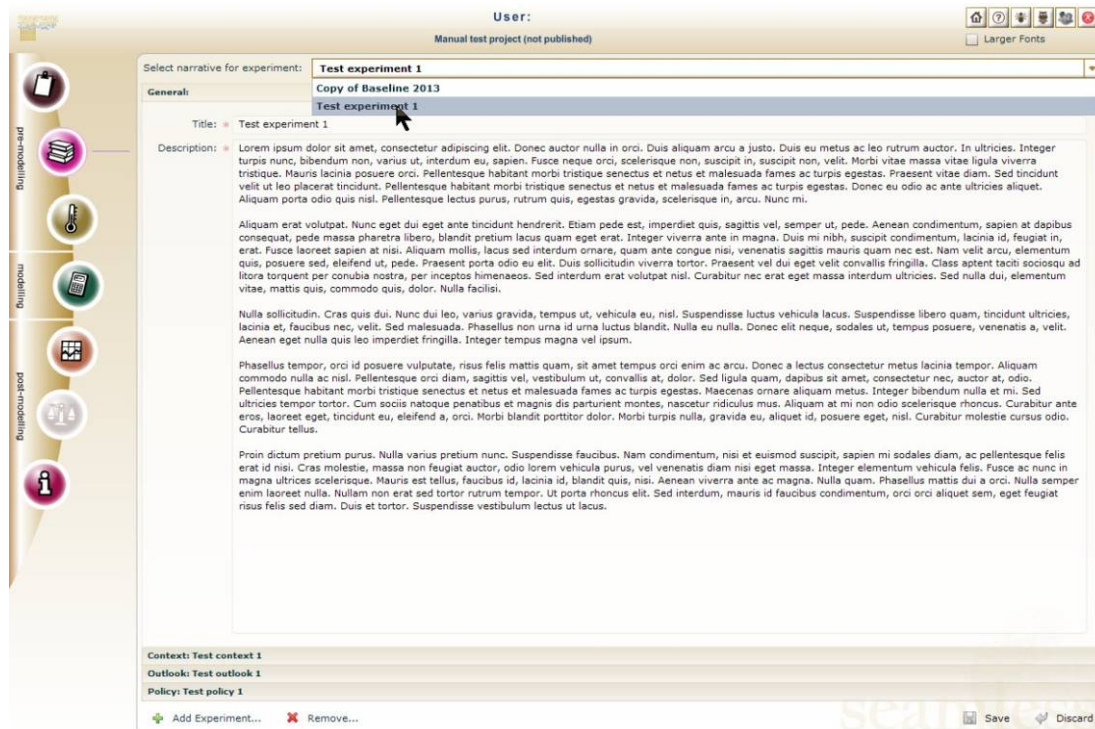 User:
Manual test project (not published)
Larger Fonts
Select narrative for experiment:
Test experiment 1
Copy of Baseline 2013
Test experiment 1
General:
Title: * Test experiment 1
Description: * Lorem ipsum dolor sit amet, consectetur adipiscing elit. Donec auctor nulla in orci. Duis aliquam arcu a justo. Duis eu metus ac leo rutrum auctor. In ultricies. Integer
turpis nunc, bibendum non, varius ut, interdum eu, sapien. Fusce neque orci, scelerisque non, suscipit in, suscipit non, velit. Morbi vitae massa vitae ligula viverra
tristique. Mauris lacinia posuere orci. Pellentesque habitant morbi tristique senectus et netus et malesuada fames ac turpis egestas. Praesent vitae diam. Sed tincidunt
velit ut leo placerat tincidunt. Pellentesque habitant morbi tristique senectus et netus et malesuada fames ac turpis egestas. Donec eu odio ac ante ultricies aliquet.
Aliquam porta odio quis nisl. Pellentesque lectus purus, rutrum quis, egestas gravida, scelerisque in, arcu. Nunc mi.
Aliquam erat volutpat. Nunc eget dui eget ante tincidunt hendrerit. Etiam pede est, imperdiet quis, sagittis vel, semper ut, pede. Aenean condimentum, sapien at dapibus
consequat, pede massa pharetra libero, blandit pretium lacus quam eget erat. Integer viverra ante in magna. Duis mi nibh, suscipit condimentum, lacinia id, feugiat in,
erat. Fusce laoreet sapien at nisi. Aliquam mollis, lacus sed interdum ornare, quam ante congue nisi, venenatis sagittis mauris quam nec est. Nam velit arcu, elementum
quis, posuere sed, eleifend ut, pede. Praesent porta odio eu elit. Duis sollicitudin viverra tortor. Praesent vel dui eget velit convallis fringilla. Class aptent taciti sociosqu ad
litora torquent per conubia nostra, per inceptos himenaeos. Sed interdum erat volutpat nisl. Curabitur nec erat eget massa interdum ultricies. Sed nulla dui, elementum
vitae, mattis quis, commodo quis, dolor. Nulla facilisi.
Nulla sollicitudin. Cras quis dui. Nunc dui leo, varius gravida, tempus ut, vehicula eu, nisl. Suspendisse luctus vehicula lacus. Suspendisse libero quam, tincidunt ultricies,
lacinia et, faucibus nec, velit. Sed malesuada. Phasellus non urna id urna luctus blandit. Nulla eu nulla. Donec elit neque, sodales ut, tempus posuere, venenatis a, velit.
Aenean eget nulla quis leo imperdiet fringilla. Integer tempus magna vel ipsum.
Phasellus tempor, orci id posuere vulputate, risus felis mattis quam, sit amet tempus orci enim ac arcu. Donec a lectus consectetur metus lacinia tempor. Aliquam
commodo nulla ac nisl. Pellentesque orci diam, sagittis vel, vestibulum ut, convallis at, dolor. Sed ligula quam, dapibus sit amet, consectetur nec, auctor at, odio.
Pellentesque habitant morbi tristique senectus et netus et malesuada fames ac turpis egestas. Maecenas ornare aliquam metus. Integer bibendum nulla et mi. Sed
ultricies tempor tortor. Cum sociis natoque penatibus et magnis dis parturient montes, nascetur ridiculus mus. Aliquam at mi non odio scelerisque rhoncus. Curabitur ante
eros, laoreet eget, tincidunt eu, eleifend a, orci. Morbi blandit porttitor dolor. Morbi turpis nulla, gravida eu, aliquet id, posuere eget, nisl. Curabitur molestie cursus odio.
Curabitur tellus.
Proin dictum pretium purus. Nulla varius pretium nunc. Suspendisse faucibus. Nam condimentum, nisi et euismod suscipit, sapien mi sodales diam, ac pellentesque felis
erat id nisi. Cras molestie, massa non feugiat auctor, odio lorem vehicula purus, vel venenatis diam nisi eget massa. Integer elementum vehicula felis. Fusce ac nunc in
magna ultrices scelerisque. Mauris est tellus, faucibus id, lacinia id, blandit quis, nisi. Aenean viverra ante ac magna. Nulla quam. Phasellus mattis dui a orci. Nulla semper
enim laoreet nulla. Nullam non erat sed tortor rutrum tempor. Ut porta rhoncus elit. Sed interdum, mauris id faucibus condimentum, orci orci aliquet sem, eget feugiat
risus felis sed diam. Duis et tortor. Suspendisse vestibulum lectus ut lacus.
pre-modelling
modelling
post-modelling
Context: Test context 1
Outlook: Test outlook 1
Policy: Test policy 1
Add Experiment...
Remove...
seamless
Save
Discard